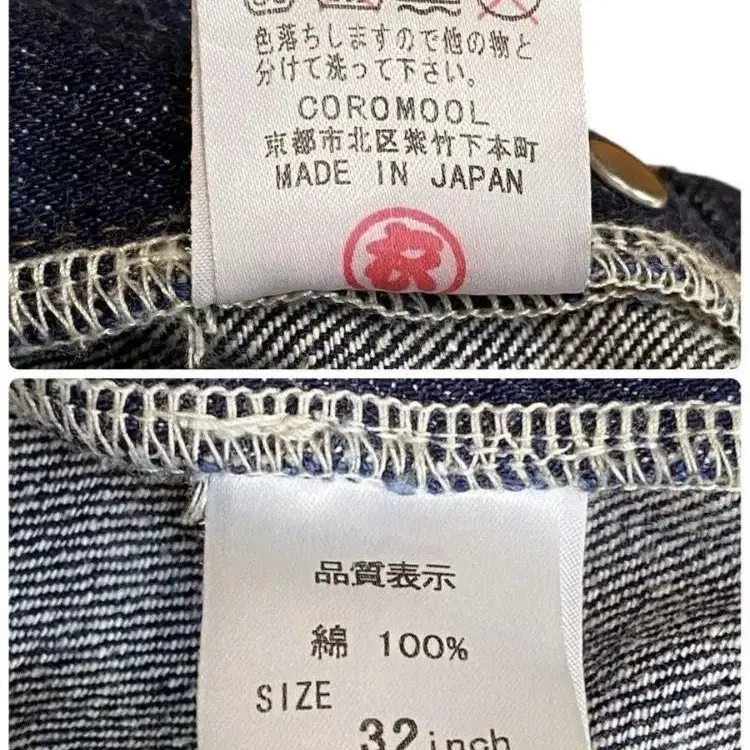 色落ちしますので他の物と
分けて洗って下さい。
COROMOOL
京都市北区紫竹下本町
MADE IN JAPAN
品質表示
綿 100%
SIZE
32inch